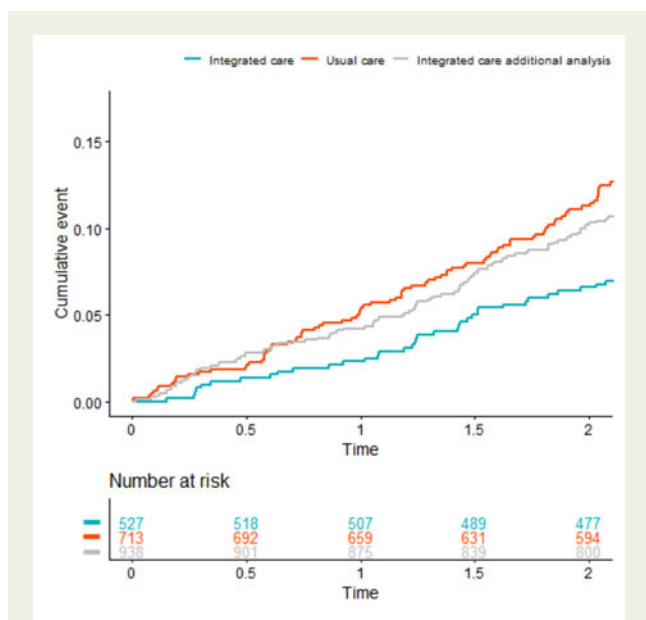 Integrated care Usual care Integrated care additional analysis
Cumulative event
0.15
0.10
0.05
0.00
0 0.5 1 1.5 2
Time
Number at risk
527 518 507 489 477
713 692 659 631 594
938 901 875 839 800
0 0.5 1 1.5 2
Time